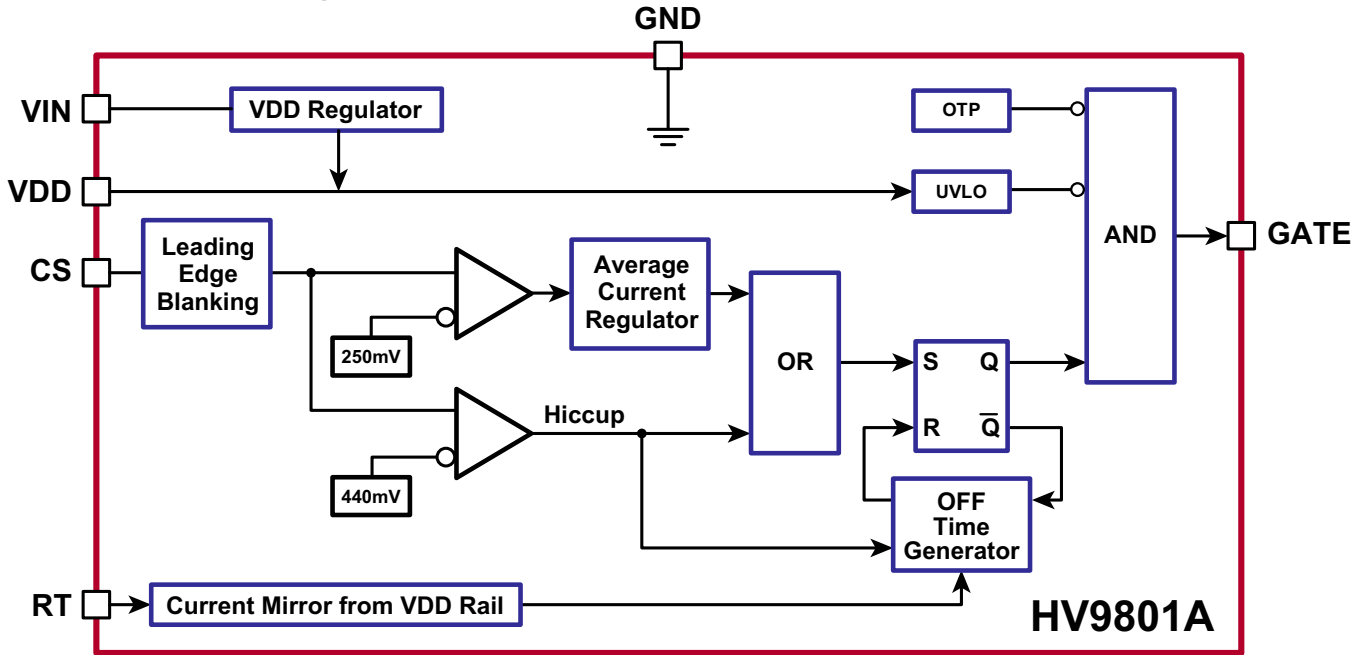 GND
VIN
VDD Regulator
OTP
VDD
UVLO
CS
Leading
Edge
Blanking
250mV
Average
Current
Regulator
AND
GATE
OR
S Q
R Q̅
440mV
Hiccup
OFF
Time
Generator
RT
Current Mirror from VDD Rail
HV9801A